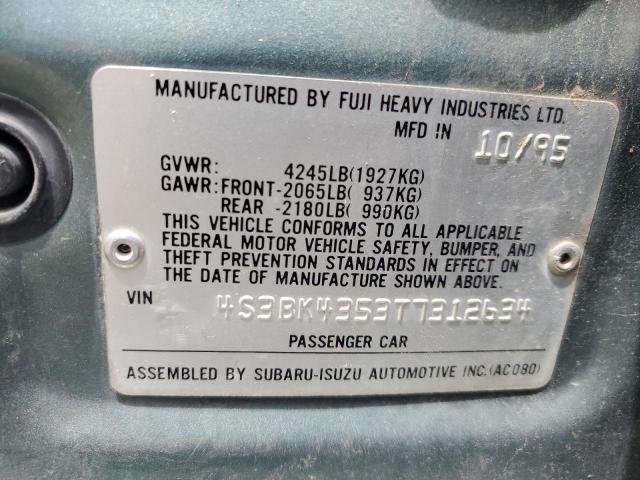 MANUFACTURED BY FUJI HEAVY INDUSTRIES LTD.
MFD IN 10/95
GVWR: 4245LB(1927KG)
GAWR:FRONT-2065LB( 937KG)
REAR -2180LB( 990KG)
THIS VEHICLE CONFORMS TO ALL APPLICABLE
FEDERAL MOTOR VEHICLE SAFETY, BUMPER, AND
THEFT PREVENTION STANDARDS IN EFFECT ON
THE DATE OF MANUFACTURE SHOWN ABOVE.
VIN 4S3BK4353T7312634
PASSENGER CAR
ASSEMBLED BY SUBARU-ISUZU AUTOMOTIVE INC.(AC080)